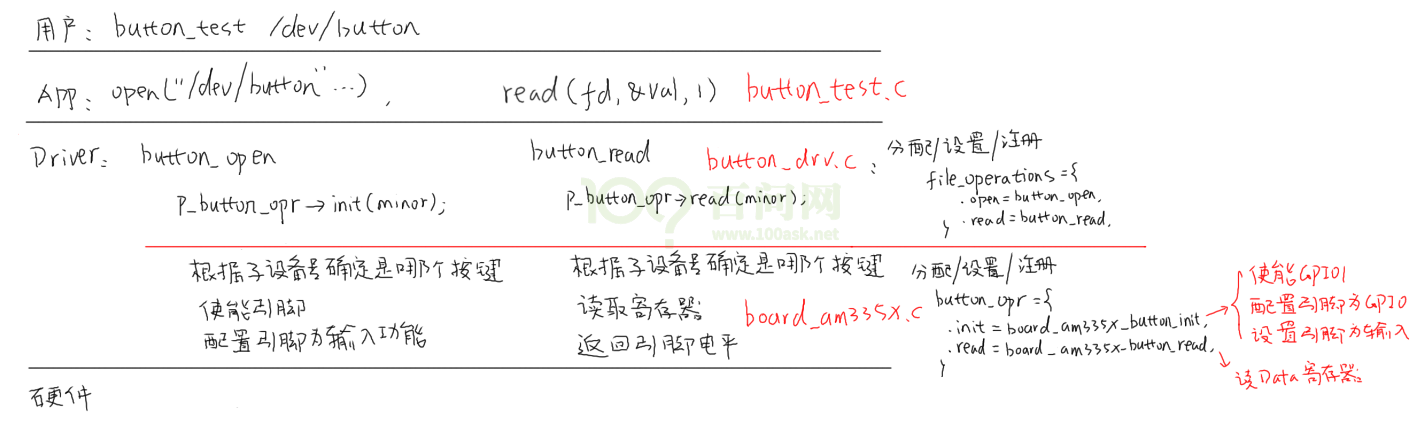 用户: button_test /dev/button
App: open("/dev/button"...), read(fd, &val, 1) button_test.c
Driver: button_open button_read button_drv.c:
p_button_opr→init(minor); p_button_opr→read(minor);
分配/设置/注册
file_operations={
.open=button_open,
.read=button_read,
}
百问网
www.100ask.net
根据子设备号确定是哪个按键
使能引脚
配置引脚为输入功能
根据子设备号确定是哪个按键
读取寄存器
返回引脚电平
board_am335x.c
分配/设置/注册
button_opr={
.init=board_am335x_button_init,
.read=board_am335x-button_read,
}
使能GPIO1
配置引脚为GPIO
设置引脚为输入
读Data寄存器
硬件